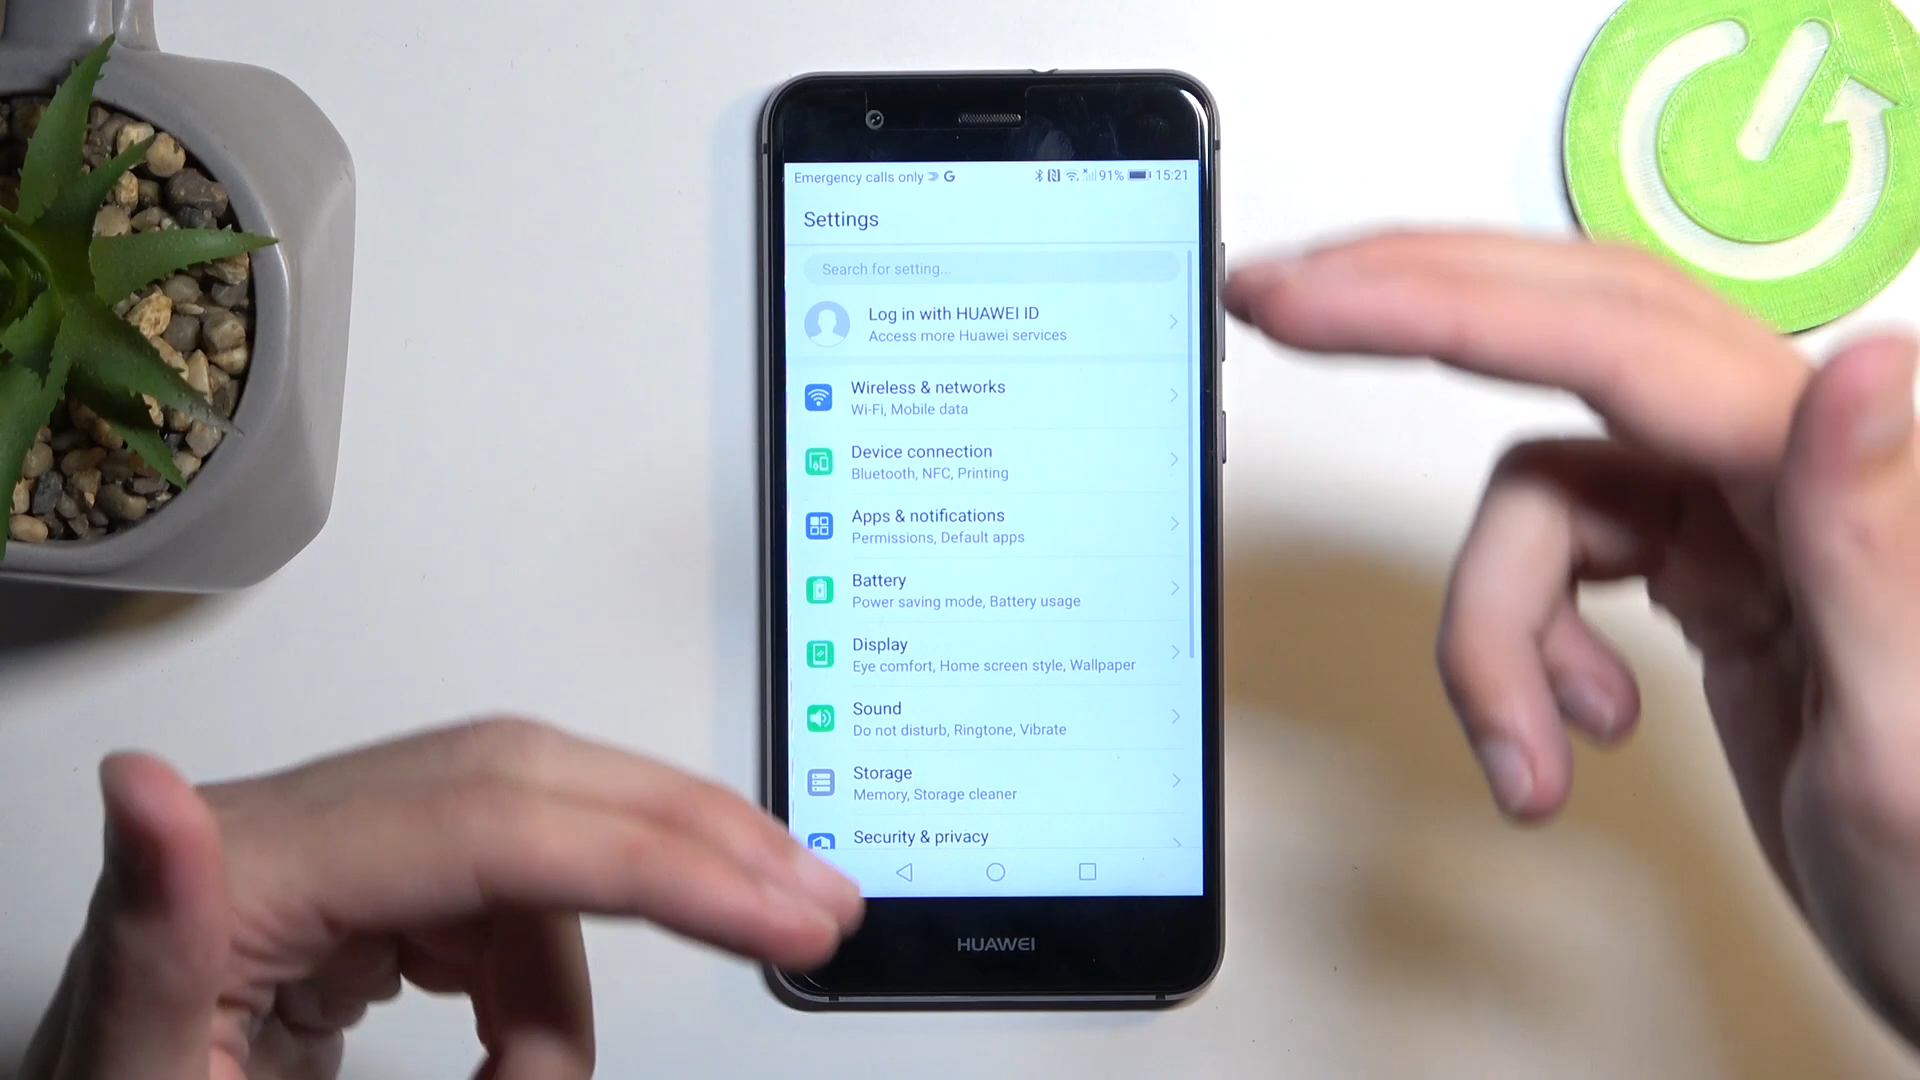 Emergency calls only G 91% 15:21
Settings
Search for setting...
Log in with HUAWEI ID
Access more Huawei services
Wireless & networks
Wi-Fi, Mobile data
Device connection
Bluetooth, NFC, Printing
Apps & notifications
Permissions, Default apps
Battery
Power saving mode, Battery usage
Display
Eye comfort, Home screen style, Wallpaper
Sound
Do not disturb, Ringtone, Vibrate
Storage
Memory, Storage cleaner
Security & privacy
HUAWEI